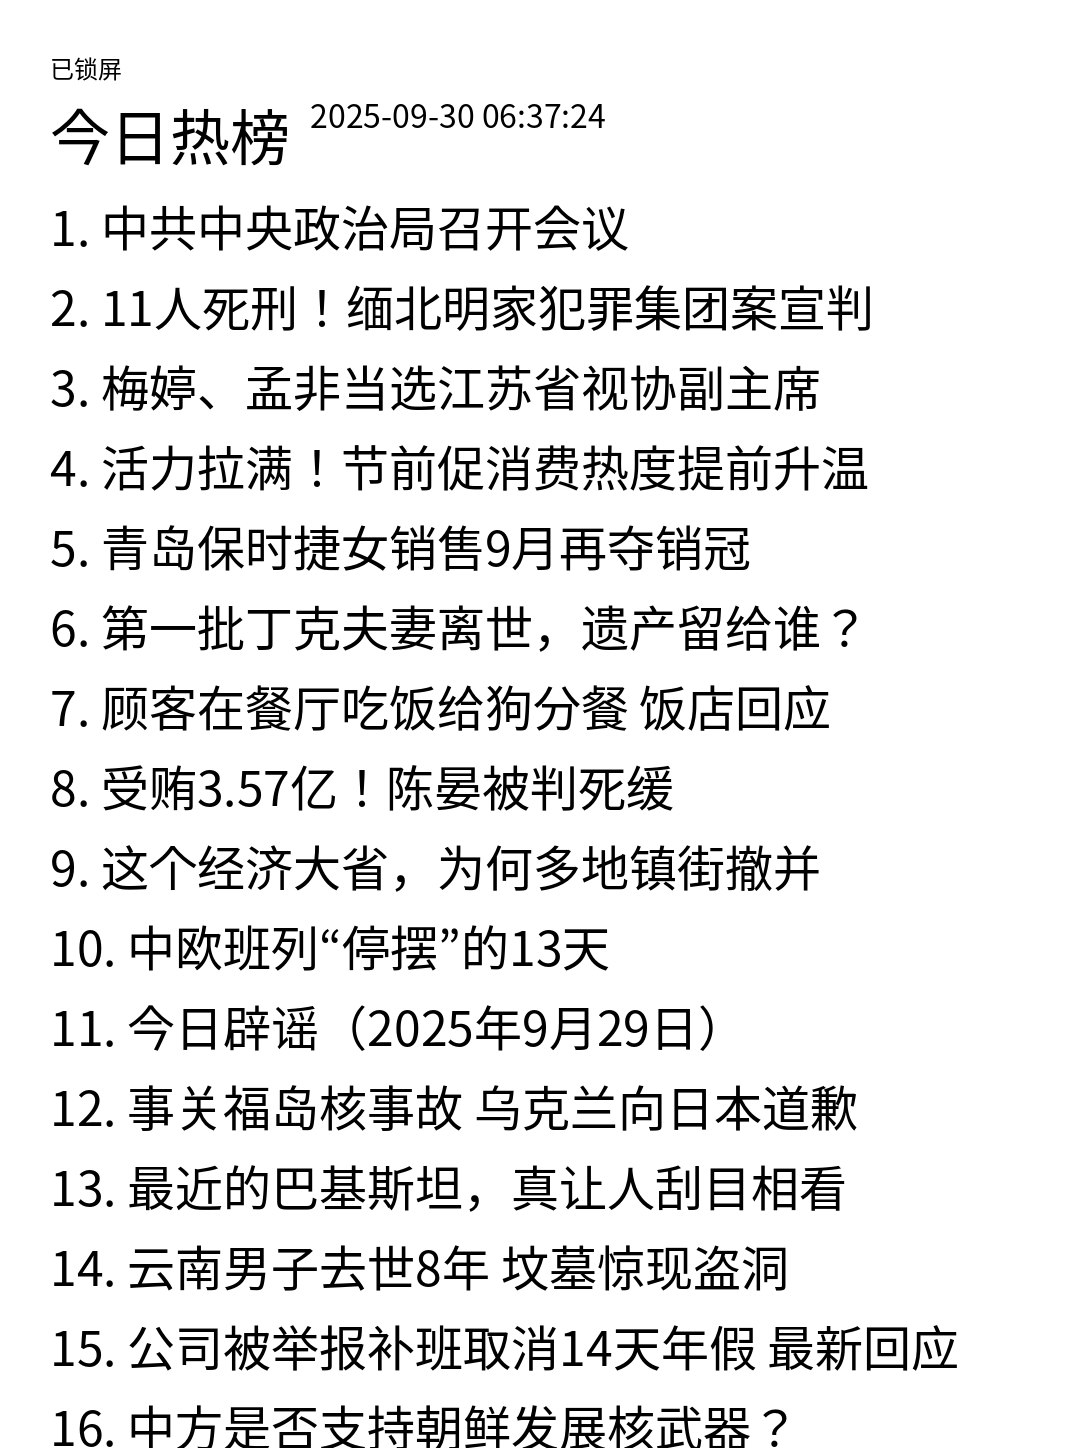 已锁屏
今日热榜 2025-09-30 06:37:24
1. 中共中央政治局召开会议
2. 11人死刑！缅北明家犯罪集团案宣判
3. 梅婷、孟非当选江苏省视协副主席
4. 活力拉满！节前促消费热度提前升温
5. 青岛保时捷女销售9月再夺销冠
6. 第一批丁克夫妻离世，遗产留给谁？
7. 顾客在餐厅吃饭给狗分餐 饭店回应
8. 受贿3.57亿！陈晏被判死缓
9. 这个经济大省，为何多地镇街撤并
10. 中欧班列“停摆”的13天
11. 今日辟谣（2025年9月29日）
12. 事关福岛核事故 乌克兰向日本道歉
13. 最近的巴基斯坦，真让人刮目相看
14. 云南男子去世8年 坟墓惊现盗洞
15. 公司被举报补班取消14天年假 最新回应
16. 中方是否支持朝鲜发展核武器？